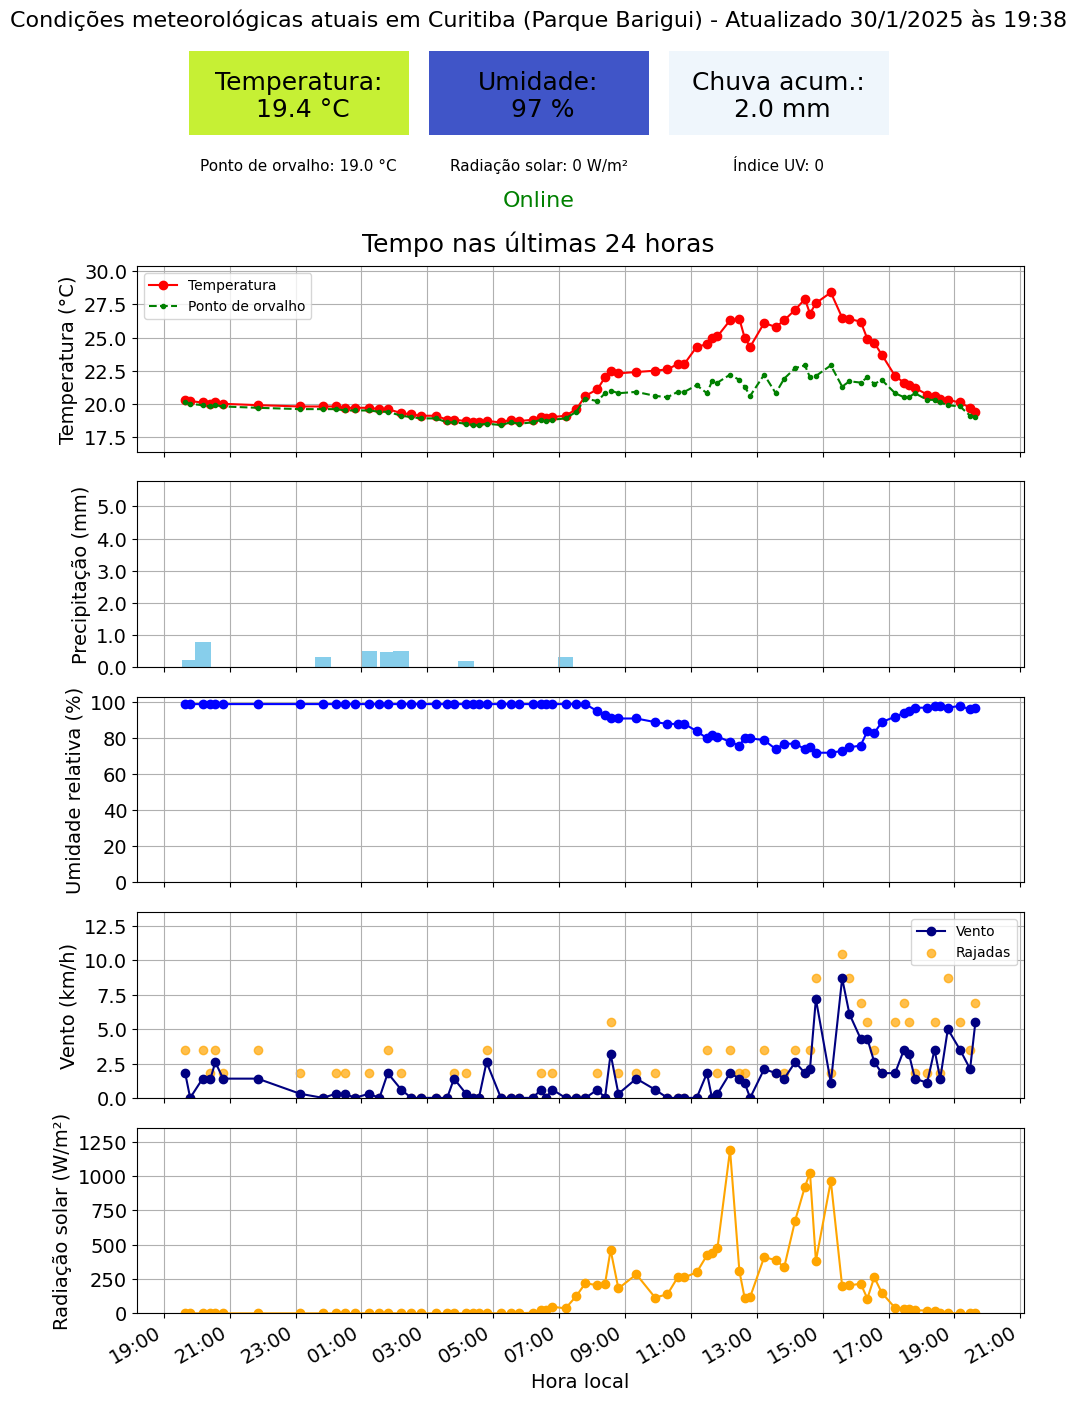 Condições meteorológicas atuais em Curitiba (Parque Barigui) - Atualizado 30/1/2025 às 19:38
Temperatura:
19.4 °C
Umidade:
97 %
Chuva acum.:
2.0 mm
Ponto de orvalho: 19.0 °C
Radiação solar: 0 W/m²
Índice UV: 0
Online
Tempo nas últimas 24 horas
Temperatura (°C)
30.0
27.5
25.0
22.5
20.0
17.5
Temperatura
Ponto de orvalho
Precipitação (mm)
5.0
4.0
3.0
2.0
1.0
0.0
Umidade relativa (%)
100
80
60
40
20
0
Vento (km/h)
12.5
10.0
7.5
5.0
2.5
0.0
Vento
Rajadas
Radiação solar (W/m²)
1250
1000
750
500
250
0
19:00
21:00
23:00
01:00
03:00
05:00
07:00
09:00
11:00
13:00
15:00
17:00
19:00
21:00
Hora local